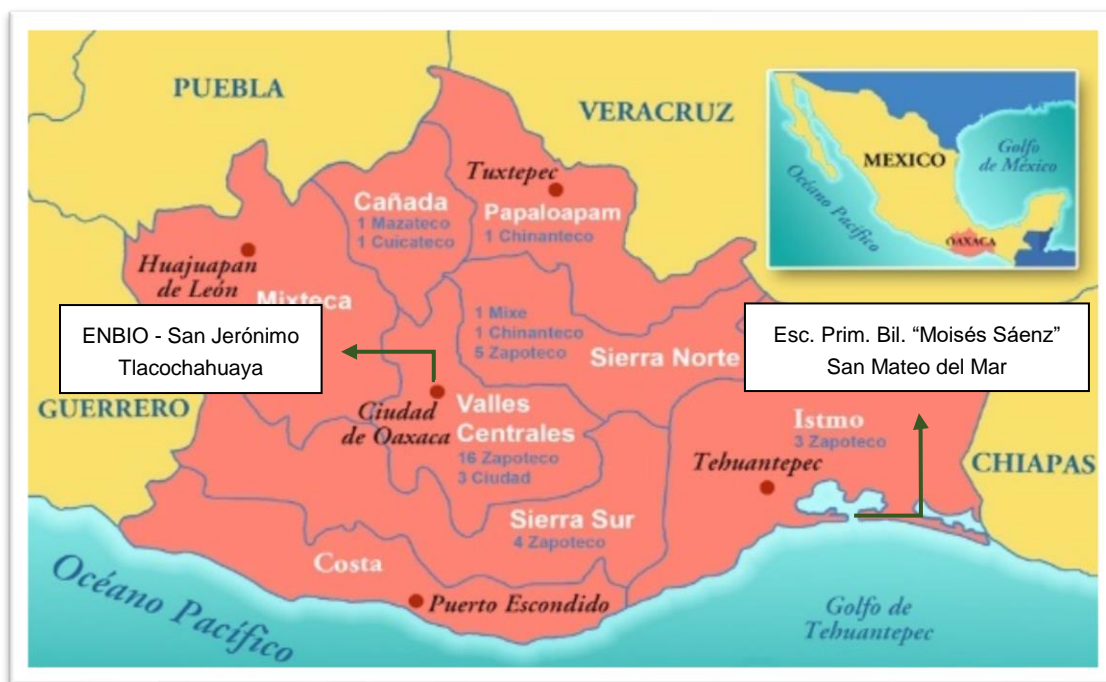 PUEBLA
VERACRUZ
MEXICO
Golfo
de México
Océano Pacífico
OAXACA
Tuxtepec
Cañada
1 Mazateco
1 Cuicateco
Papaloapam
1 Chinanteco
Huajuapan
de León
Mixteca
ENBIO - San Jerónimo
Tlacochahuaya
1 Mixe
1 Chinanteco
5 Zapoteco
Sierra Norte
Esc. Prim. Bil. “Moisés Sáenz”
San Mateo del Mar
GUERRERO
Ciudad
de Oaxaca
Valles
Centrales
16 Zapoteco
3 Ciudad
Istmo
3 Zapoteco
Tehuantepec
CHIAPAS
Sierra Sur
4 Zapoteco
Costa
Puerto Escondido
Océano Pacífico
Golfo de
Tehuantepec